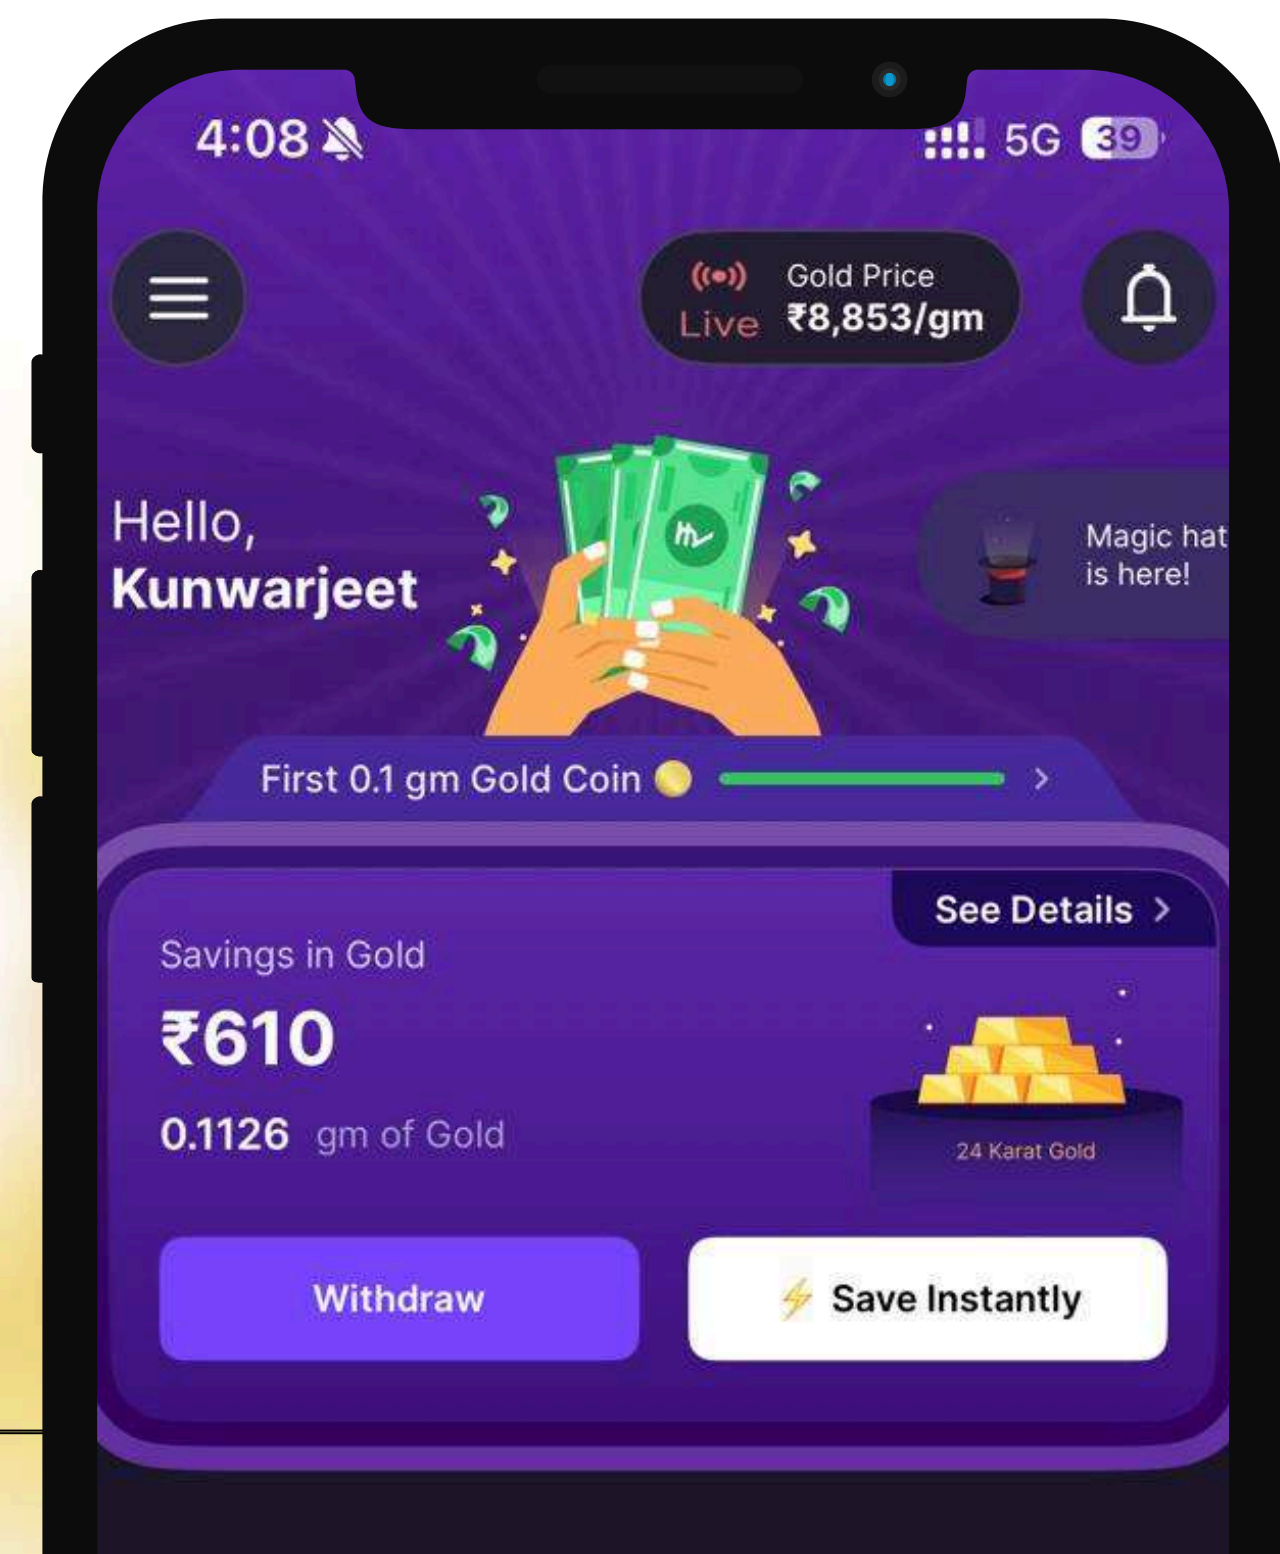 4:08
5G 39
Gold Price
Live ₹8,853/gm
Hello,
Kunwarjeet
Magic hat
is here!
First 0.1 gm Gold Coin
See Details
Savings in Gold
₹610
0.1126 gm of Gold
24 Karat Gold
Withdraw
Save Instantly